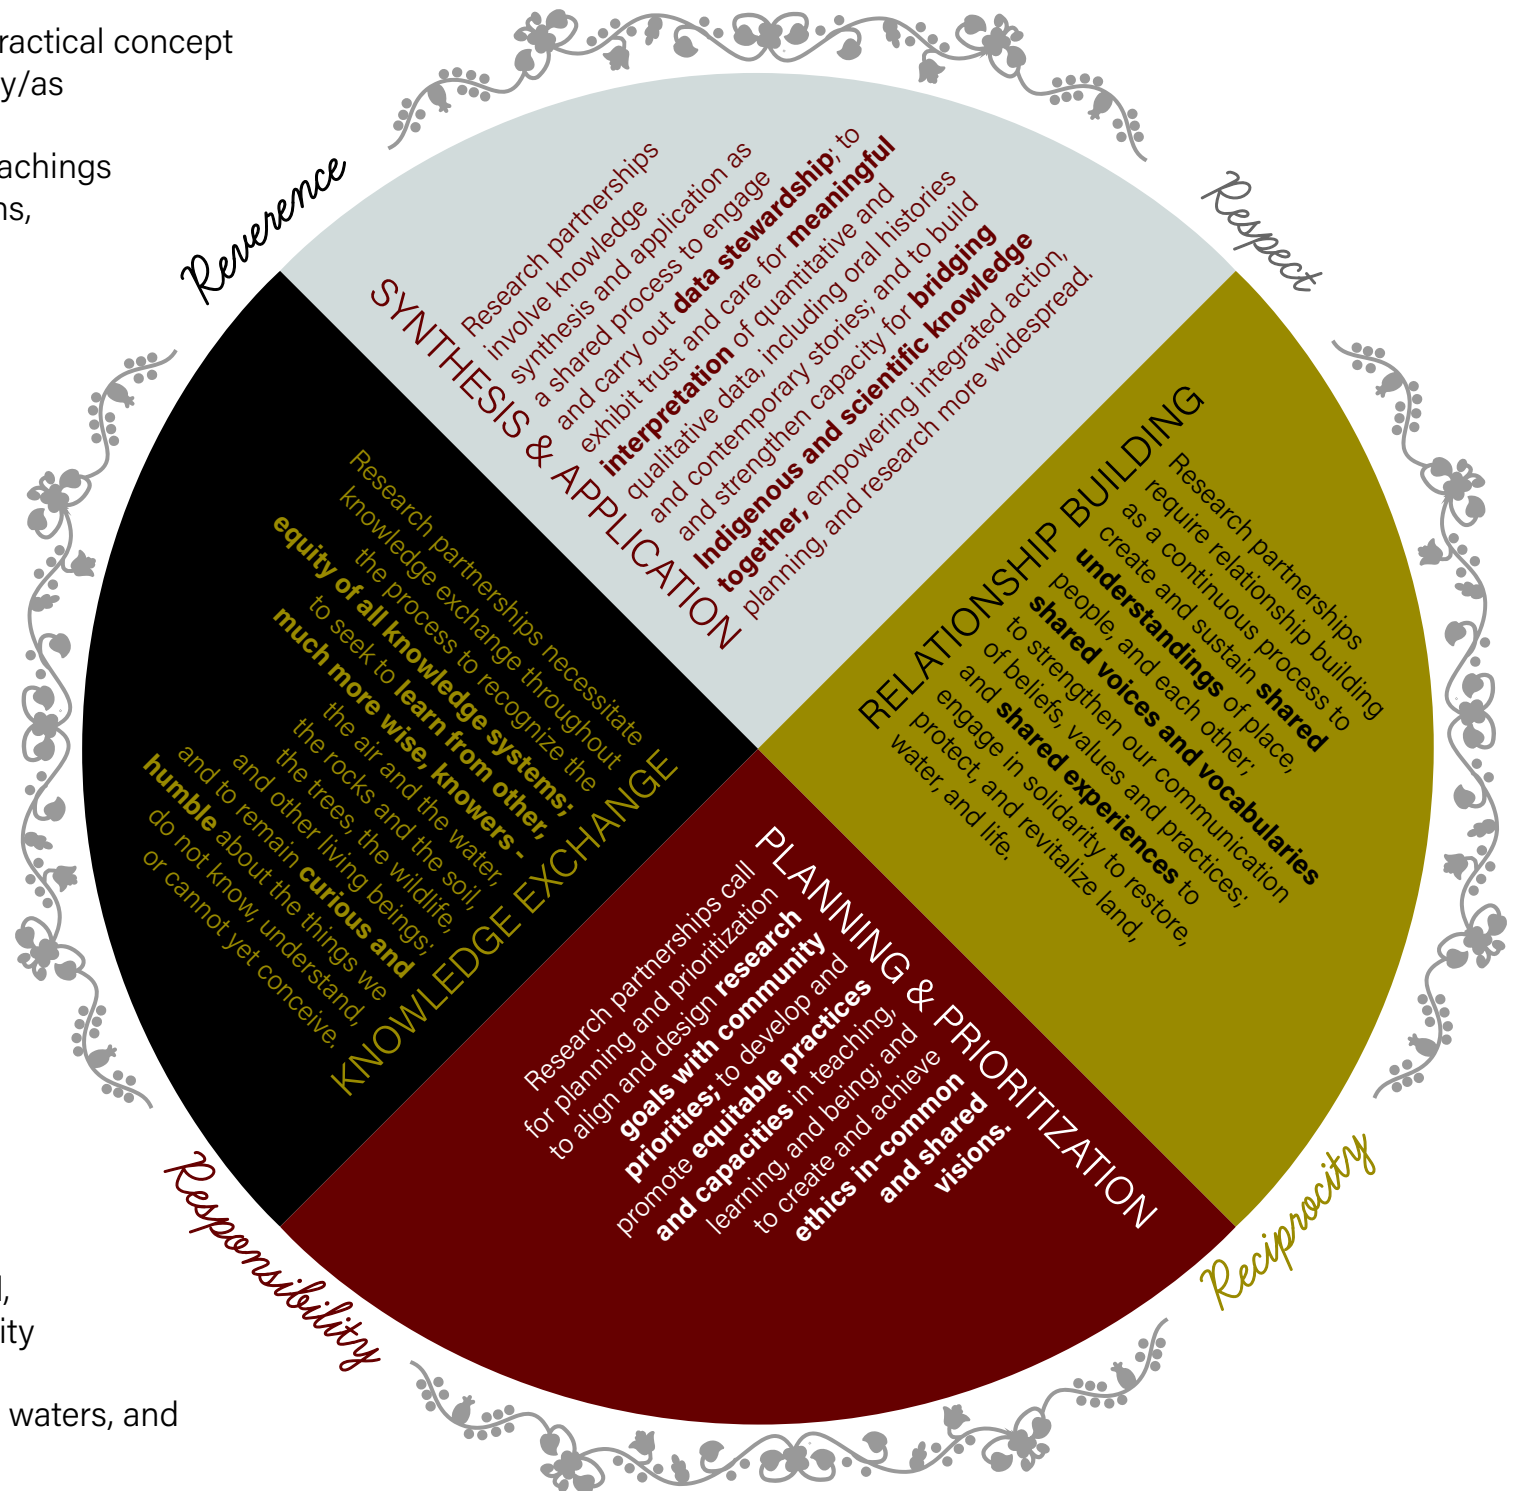 ractical concept
y/as
achings
ns,
Reverence
Respect
SYNTHESIS & APPLICATION
Research partnerships
involve knowledge
synthesis and application as
a shared process to engage
and carry out data stewardship; to
exhibit trust and care for meaningful
interpretation of quantitative and
qualitative data, including oral histories
and contemporary stories; and to build
and strengthen capacity for bridging
Indigenous and scientific knowledge
together, empowering integrated action,
planning, and research more widespread.
RELATIONSHIP BUILDING
Research partnerships
require relationship building
as a continuous process to
create and sustain shared
understandings of place,
people, and each other;
shared voices and vocabularies
to strengthen our communication
of beliefs, values and practices;
and shared experiences to
engage in solidarity to restore,
protect, and revitalize land,
water, and life.
Research partnerships necessitate
knowledge exchange throughout
the process to recognize the
equity of all knowledge systems;
to seek to learn from other,
much more wise, knowers -
the air and the water,
the rocks and the soil,
the trees, the wildlife,
and other living beings;
and to remain curious and
humble about the things we
do not know, understand,
or cannot yet conceive.
KNOWLEDGE EXCHANGE
PLANNING & PRIORITIZATION
Research partnerships call
for planning and prioritization
to align and design research
goals with community
priorities; to develop and
promote equitable practices
and capacities in teaching,
learning, and being; and
to create and achieve
ethics in-common
and shared
visions.
Responsibility
Reciprocity
l,
ity
waters, and